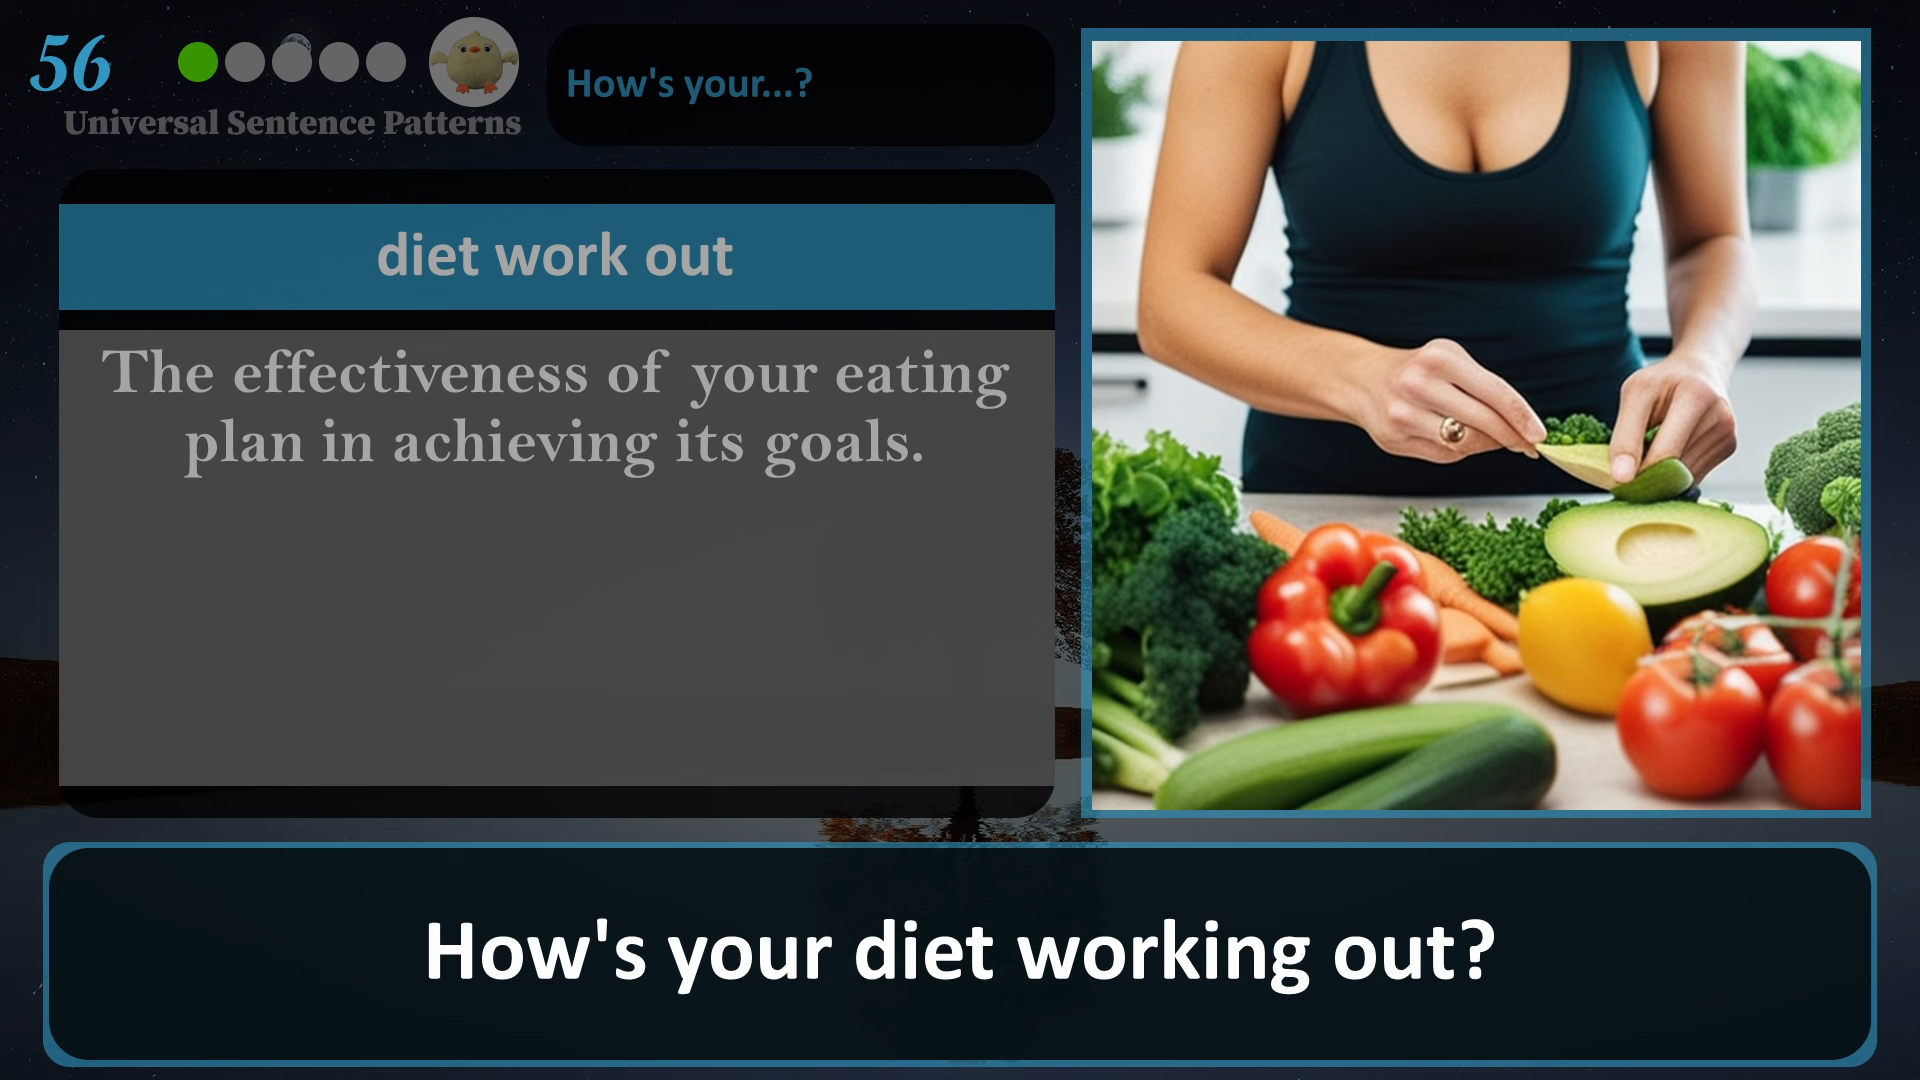 56
Universal Sentence Patterns
How's your...?
diet work out
The effectiveness of your eating
plan in achieving its goals.
How's your diet working out?